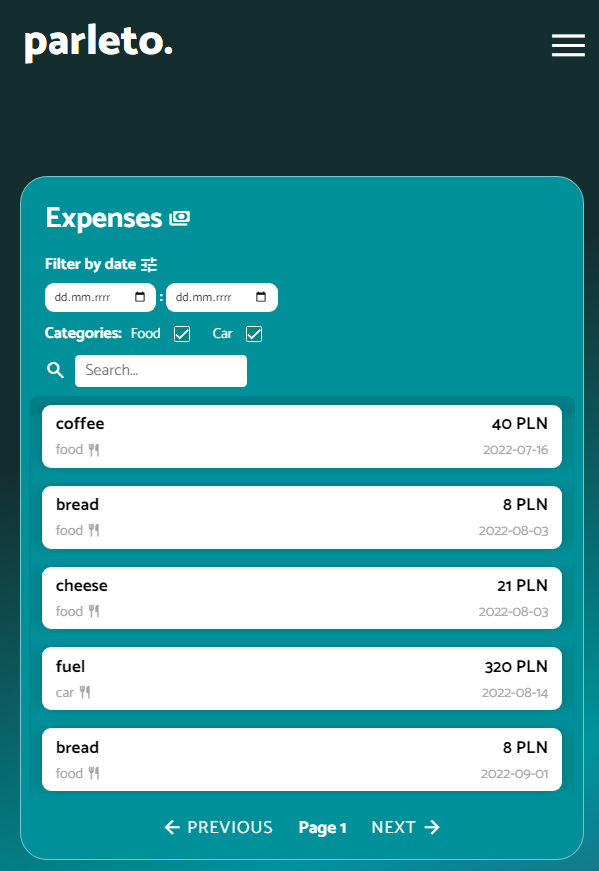 parleto.
Expenses
Filter by date
dd.mm.rrrr : dd.mm.rrrr
Categories: Food Car
Search...
coffee 40 PLN
food 2022-07-16
bread 8 PLN
food 2022-08-03
cheese 21 PLN
food 2022-08-03
fuel 320 PLN
car 2022-08-14
bread 8 PLN
food 2022-09-01
PREVIOUS Page 1 NEXT